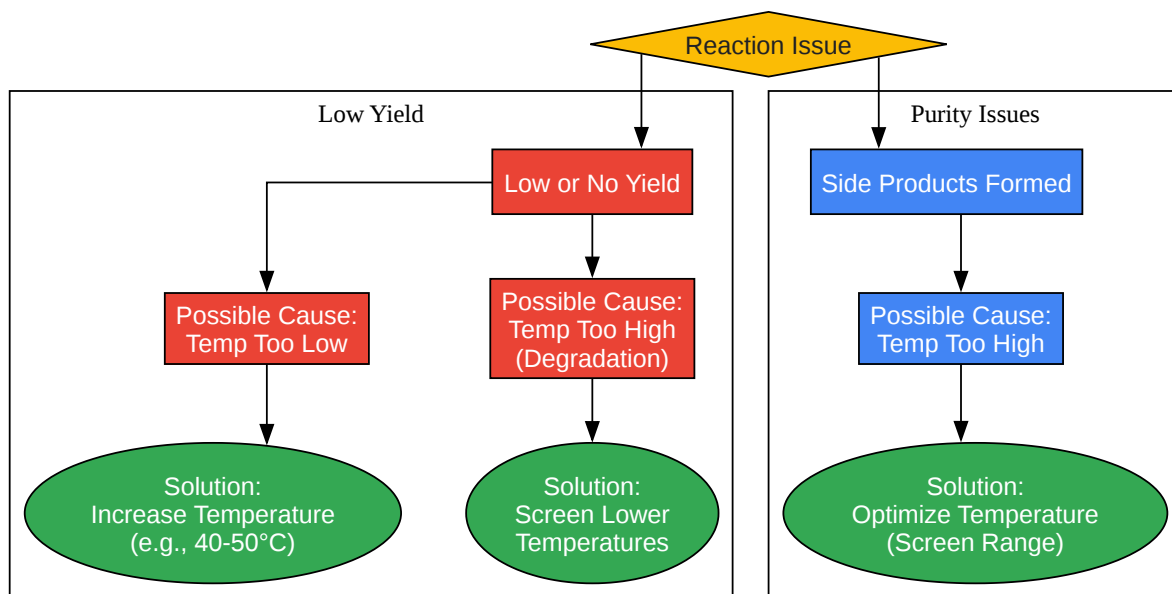 Reaction Issue
Low Yield
Purity Issues
Low or No Yield
Side Products Formed
Possible Cause:
Temp Too Low
Possible Cause:
Temp Too High
(Degradation)
Possible Cause:
Temp Too High
Solution:
Increase Temperature
(e.g., 40-50°C)
Solution:
Screen Lower
Temperatures
Solution:
Optimize Temperature
(Screen Range)